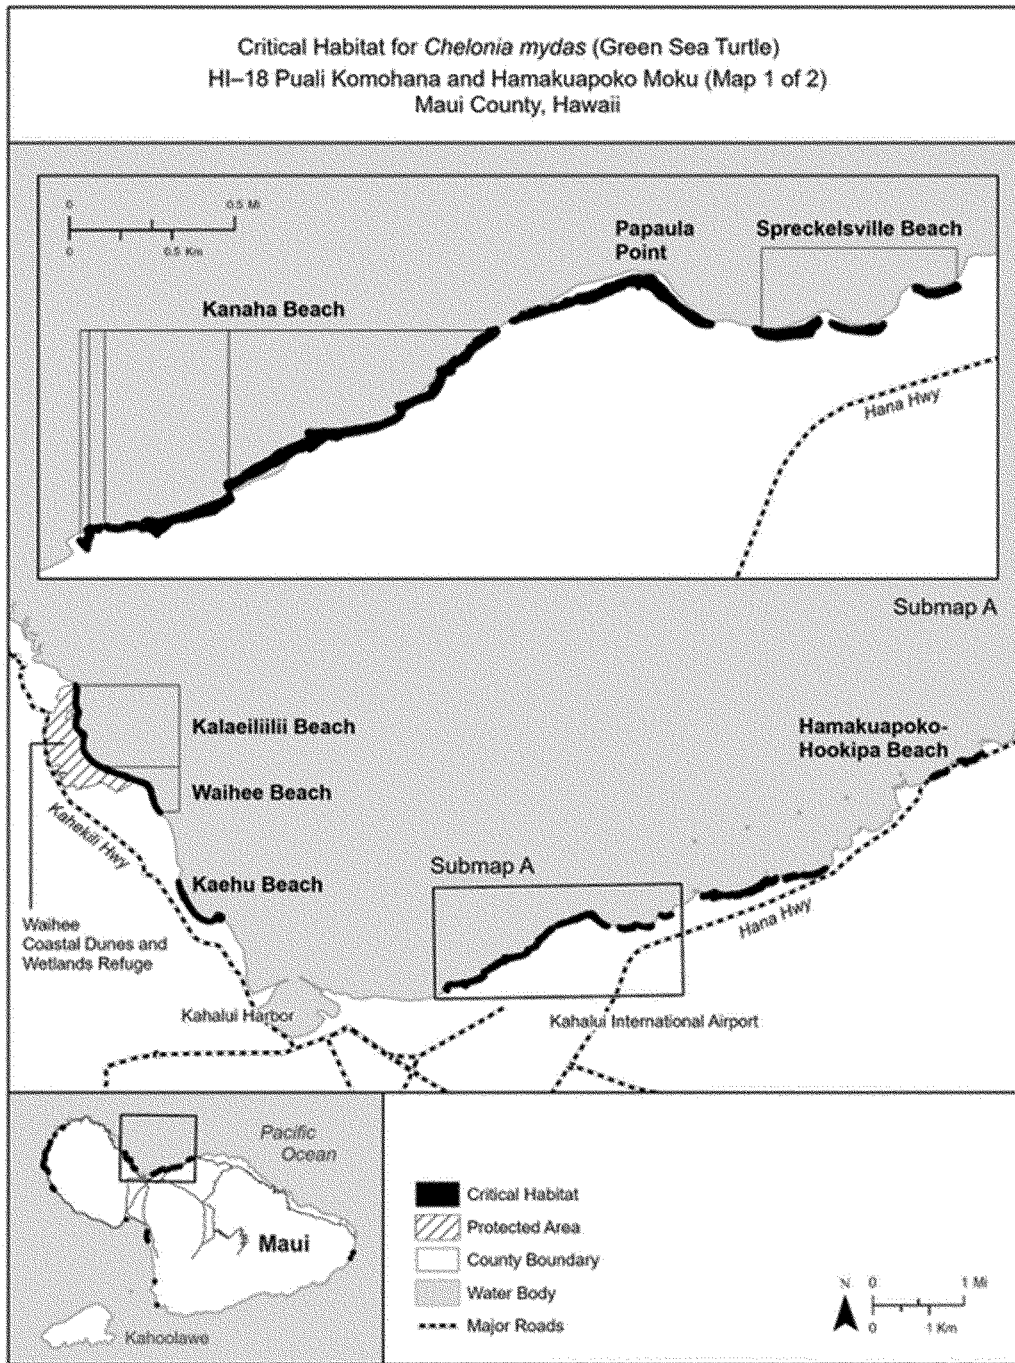 Critical Habitat for Chelonia mydas (Green Sea Turtle)
HI–18 Puali Komohana and Hamakuapoko Moku (Map 1 of 2)
Maui County, Hawaii
0 0.5 Mi
0 0.5 Km
Papaula
Point
Spreckelsville Beach
Kanaha Beach
Hana Hwy
Submap A
Kalaeiliilii Beach
Hamakuapoko-
Hookipa Beach
Waihee Beach
Kahekili Hwy
Submap A
Kaehu Beach
Hana Hwy
Waihee
Coastal Dunes and
Wetlands Refuge
Kahalui Harbor
Kahalui International Airport
Pacific
Ocean
Maui
Kahoolawe
Critical Habitat
Protected Area
County Boundary
Water Body
Major Roads
N
0 1 Mi
0 1 Km